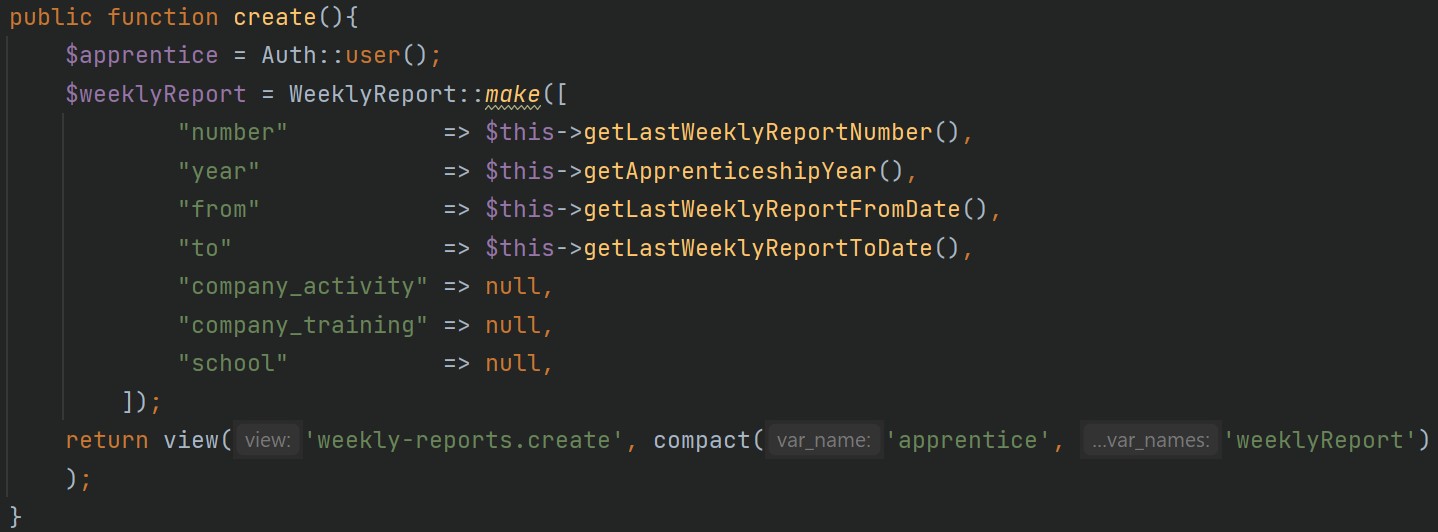 public function create(){
    $apprentice = Auth::user();
    $weeklyReport = WeeklyReport::make([
            "number"           => $this->getLastWeeklyReportNumber(),
            "year"             => $this->getApprenticeshipYear(),
            "from"             => $this->getLastWeeklyReportFromDate(),
            "to"               => $this->getLastWeeklyReportToDate(),
            "company_activity" => null,
            "company_training" => null,
            "school"           => null,
        ]);
    return view( view: 'weekly-reports.create', compact( var_name: 'apprentice', ...var_names: 'weeklyReport')
    );
}